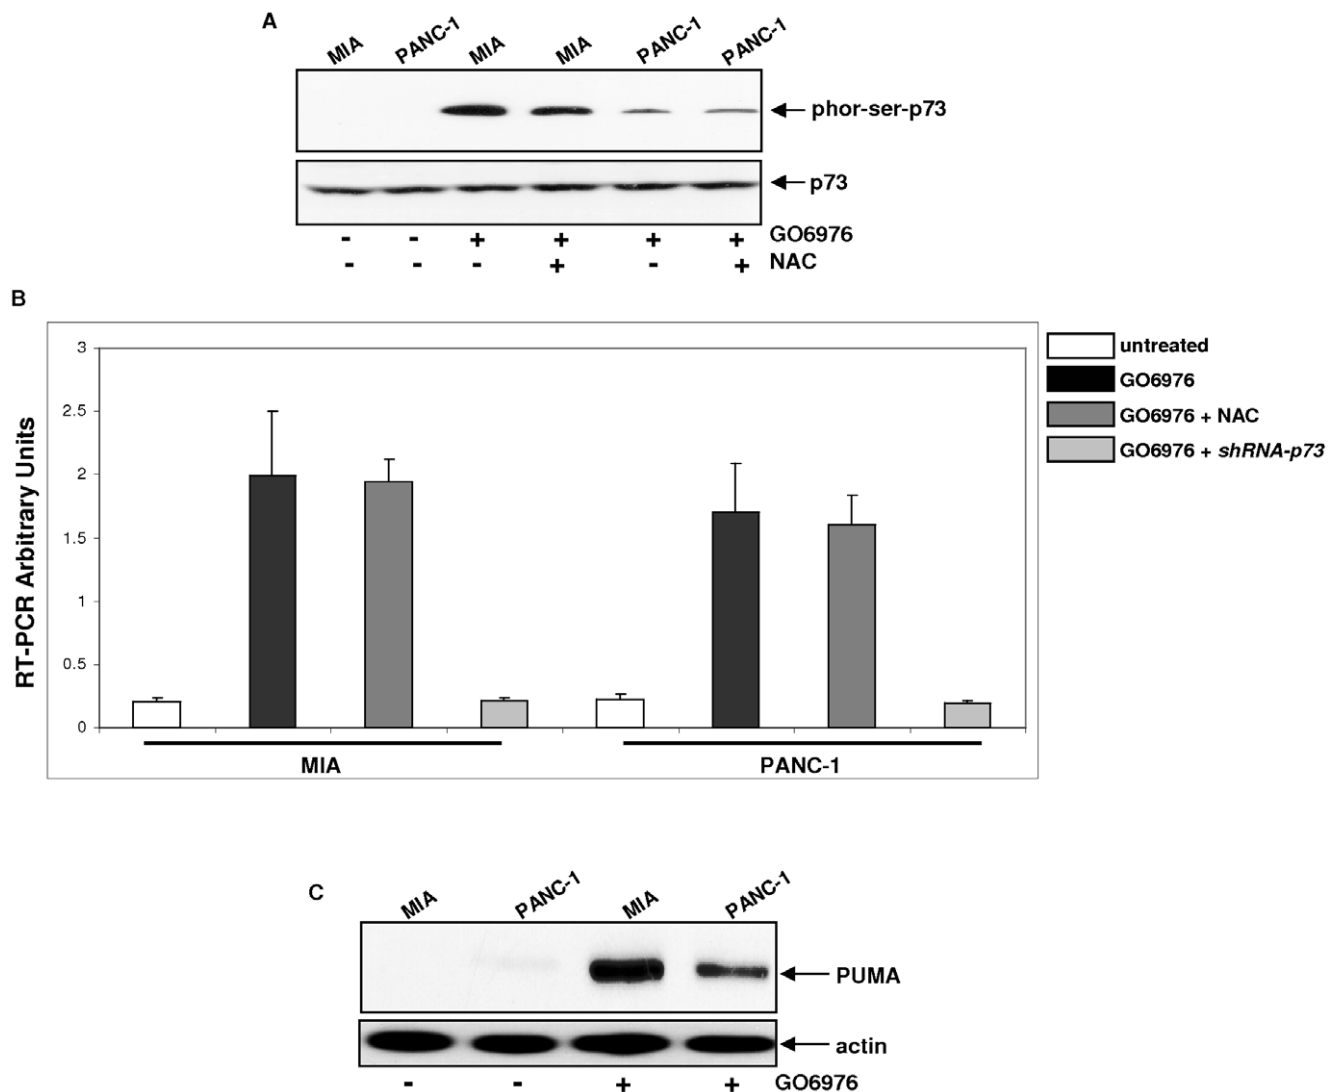 A
MIA PANC-1 MIA MIA PANC-1 PANC-1
phor-ser-p73
p73
- - + + + + GO6976
- - - + - + NAC
B
untreated
GO6976
GO6976 + NAC
GO6976 + shRNA-p73
RT-PCR Arbitrary Units
3
2.5
2
1.5
1
0.5
0
MIA PANC-1
C
MIA PANC-1 MIA PANC-1
PUMA
actin
- - + + GO6976